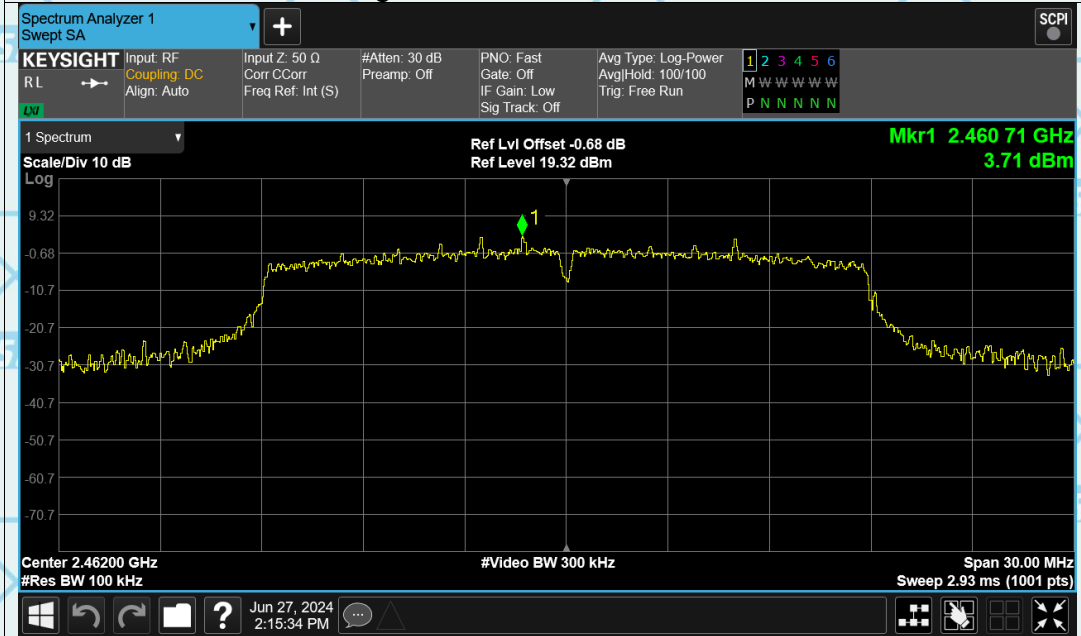 Spectrum Analyzer 1
Swept SA
+
SCPI
KEYSIGHT
R L
LXI
Input: RF
Coupling: DC
Align: Auto
Input Z: 50 Ω
Corr CCorr
Freq Ref: Int (S)
#Atten: 30 dB
Preamp: Off
PNO: Fast
Gate: Off
IF Gain: Low
Sig Track: Off
Avg Type: Log-Power
Avg|Hold: 100/100
Trig: Free Run
1 2 3 4 5 6
M W W W W W
P N N N N N
1 Spectrum
Scale/Div 10 dB
Log
Ref Lvl Offset -0.68 dB
Ref Level 19.32 dBm
Mkr1 2.460 71 GHz
3.71 dBm
1
9.32
-0.68
-10.7
-20.7
-30.7
-40.7
-50.7
-60.7
-70.7
Center 2.46200 GHz
#Res BW 100 kHz
#Video BW 300 kHz
Span 30.00 MHz
Sweep 2.93 ms (1001 pts)
?
Jun 27, 2024
2:15:34 PM